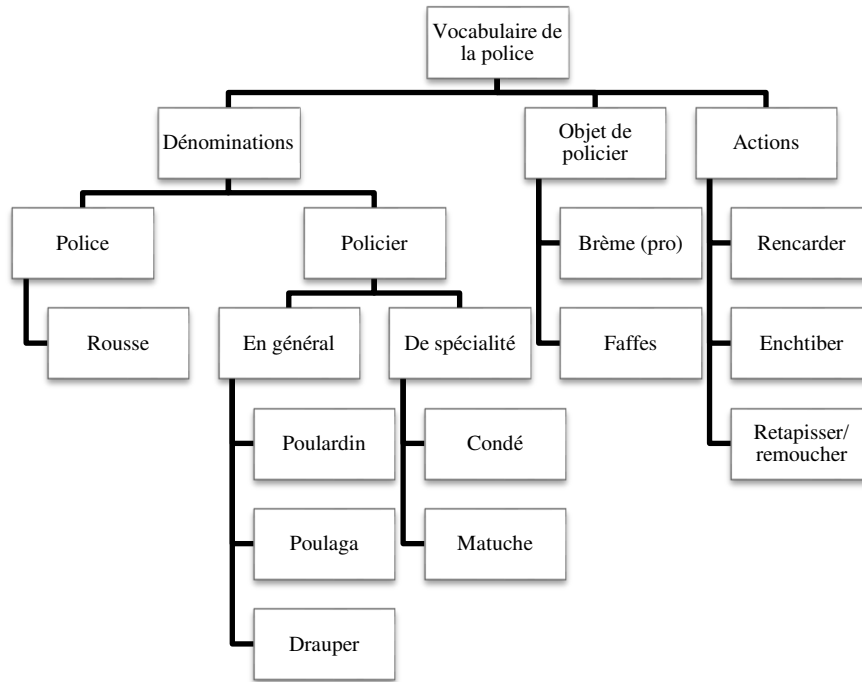 Vocabulaire de
la police
Dénominations
Objet de
policier
Actions
Police
Policier
Brème (pro)
Rencarder
Rousse
En général
De spécialité
Faffes
Enchtiber
Poulardin
Condé
Retapisser/
remoucher
Poulaga
Matuche
Drauper